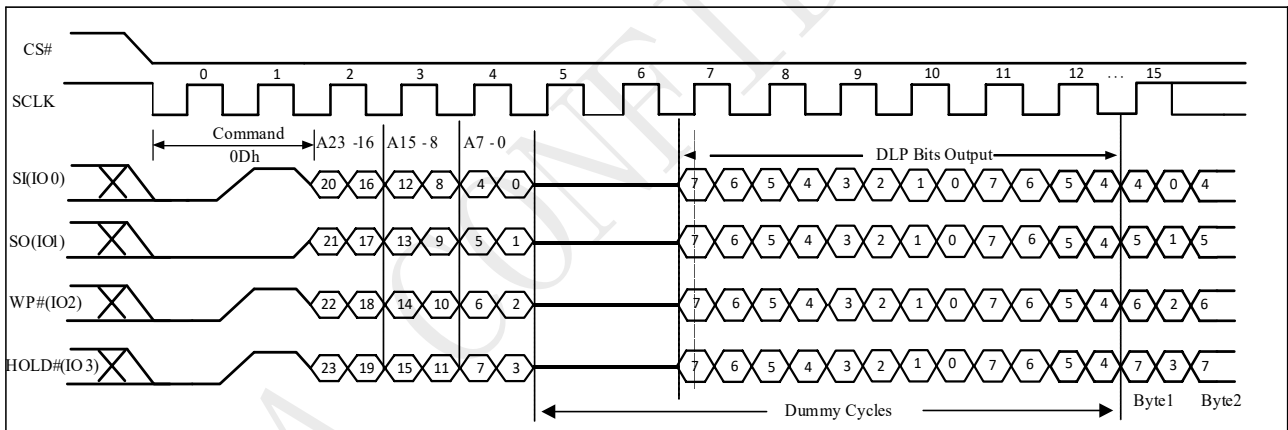 CS#
0 1 2 3 4 5 6 7 8 9 10 11 12 ... 15
SCLK
Command
0Dh
A23 -16 A15 - 8 A7 - 0
DLP Bits Output
SI(IO 0) 20 16 12 8 4 0 7 6 5 4 3 2 1 0 7 6 5 4 4 0 4
SO(IO1) 21 17 13 9 5 1 7 6 5 4 3 2 1 0 7 6 5 4 5 1 5
WP#(IO2) 22 18 14 10 6 2 7 6 5 4 3 2 1 0 7 6 5 4 6 2 6
HOLD#(IO 3) 23 19 15 11 7 3 7 6 5 4 3 2 1 0 7 6 5 4 7 3 7
Byte1 Byte2
Dummy Cycles